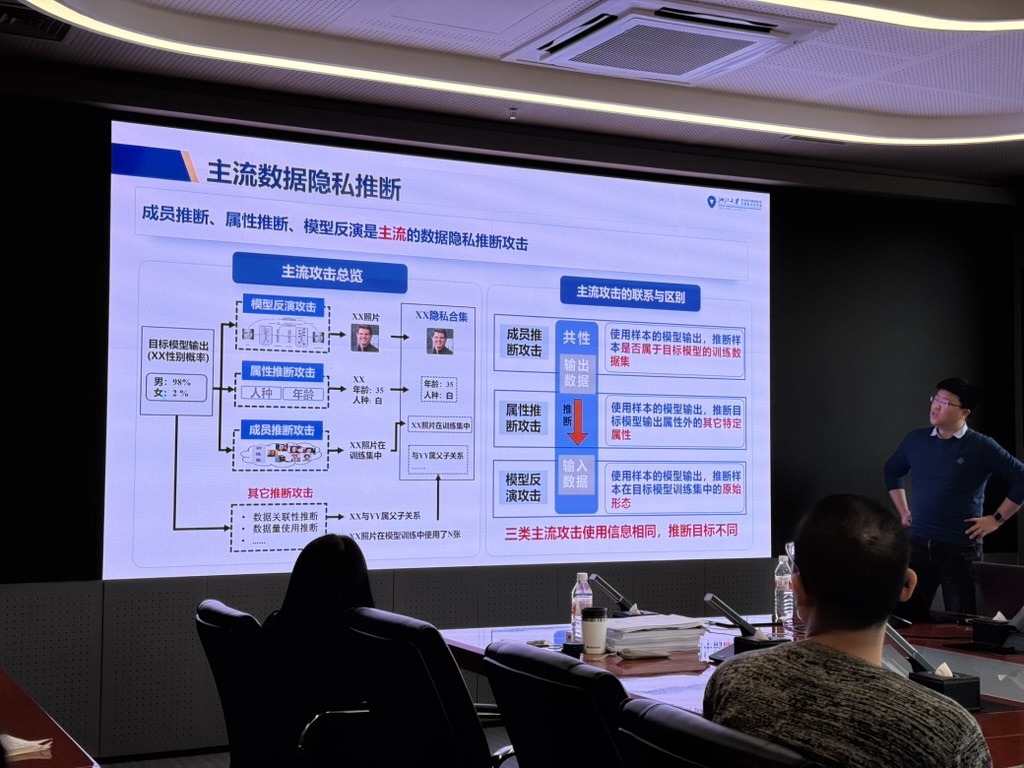 主流数据隐私推断
浙江大学
成员推断、属性推断、模型反演是主流的数据隐私推断攻击
主流攻击总览
模型反演攻击
XX照片
XX隐私合集
目标模型输出
(XX性别概率)
男：98%
女：2 %
属性推断攻击
人种
年龄
XX
年龄：35
人种：白
年龄：35
人种：白
成员推断攻击
XX照片在
训练集中
XX照片在训练集中
与YY属父子关系
……
其它推断攻击
· 数据关联性推断
· 数据量使用推断
· ……
XX与YY属父子关系
XX照片在模型训练中使用了N张
主流攻击的联系与区别
成员推
断攻击
共性
输出
数据
推
断
输入
数据
使用样本的模型输出，推断样
本是否属于目标模型的训练数
据集
属性推
断攻击
使用样本的模型输出，推断目
标模型输出属性外的其它特定
属性
模型反
演攻击
使用样本的模型输出，推断样
本在目标模型训练集中的原始
形态
三类主流攻击使用信息相同，推断目标不同